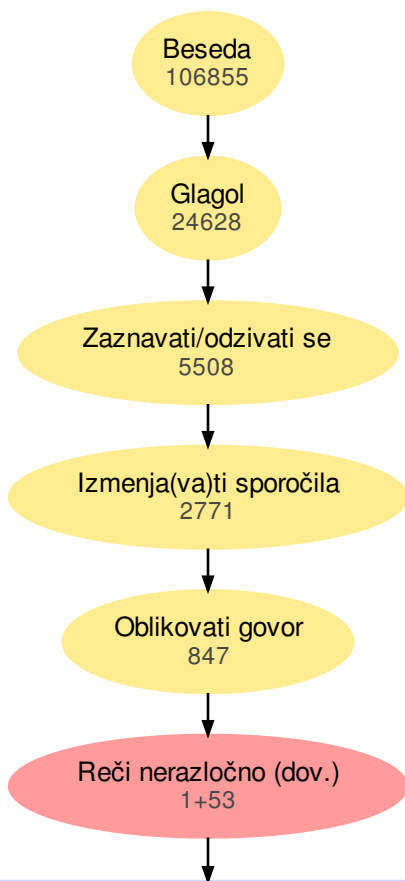 Beseda
106855
Glagol
24628
Zaznavati/odzivati se
5508
Izmenja(va)ti sporočila
2771
Oblikovati govor
847
Reči nerazločno (dov.)
1+53